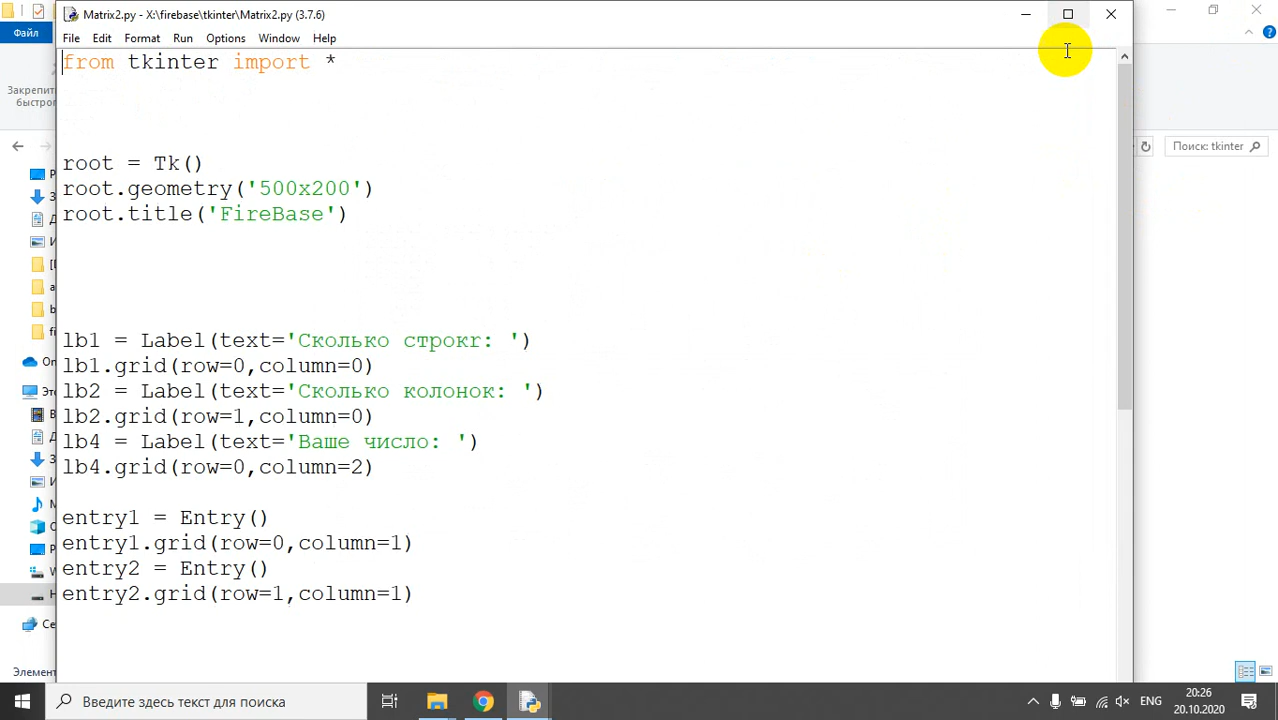 Matrix2.py - X:\firebase\tkinter\Matrix2.py (3.7.6)
Файл
File Edit Format Run Options Window Help
from tkinter import *
root = Tk()
root.geometry('500x200')
root.title('FireBase')
lb1 = Label(text='Сколько строкг: ')
lb1.grid(row=0,column=0)
lb2 = Label(text='Сколько колонок: ')
lb2.grid(row=1,column=0)
lb4 = Label(text='Ваше число: ')
lb4.grid(row=0,column=2)
entry1 = Entry()
entry1.grid(row=0,column=1)
entry2 = Entry()
entry2.grid(row=1,column=1)
Поиск: tkinter
Введите здесь текст для поиска
ENG
20:26
20.10.2020